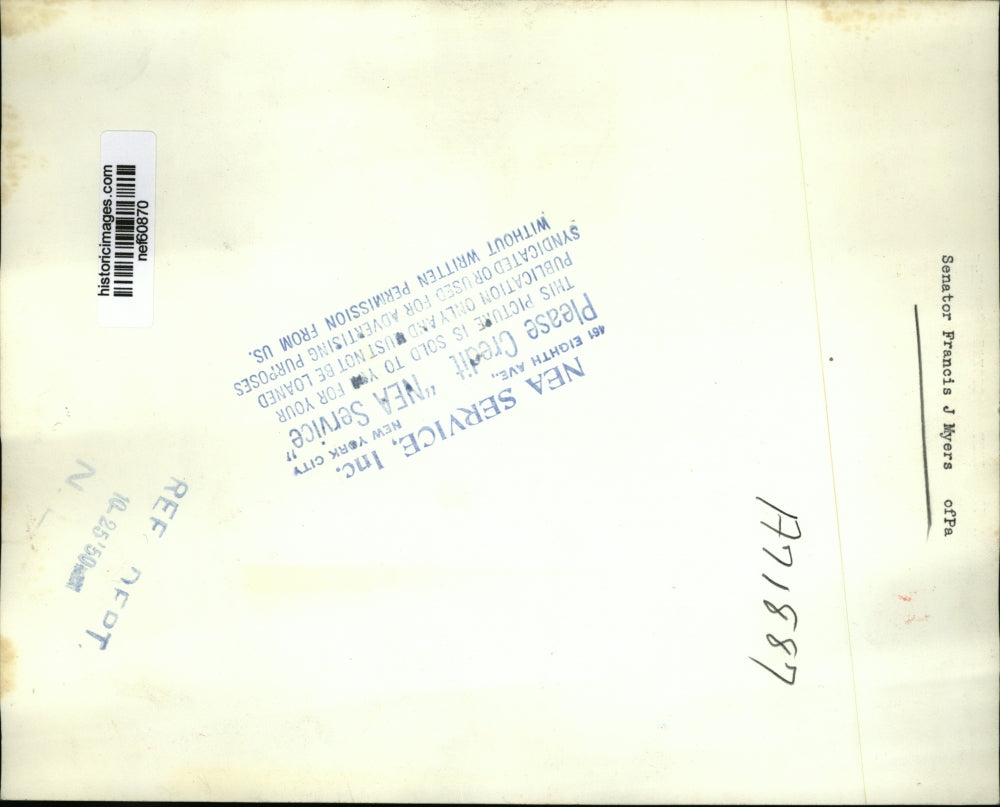 historicimages.com
nef60870
NEA SERVICE, Inc.
461 EIGHTH AVE., NEW YORK CITY
Please Credit "NEA Service"
THIS PICTURE IS SOLD TO YOU FOR YOUR
PUBLICATION ONLY AND MUST NOT BE LOANED
SYNDICATED OR USED FOR ADVERTISING PURPOSES
WITHOUT WRITTEN PERMISSION FROM US.
REF DEPT.
10-25'50
N.
A771887
Senator Francis J Myers ofPa